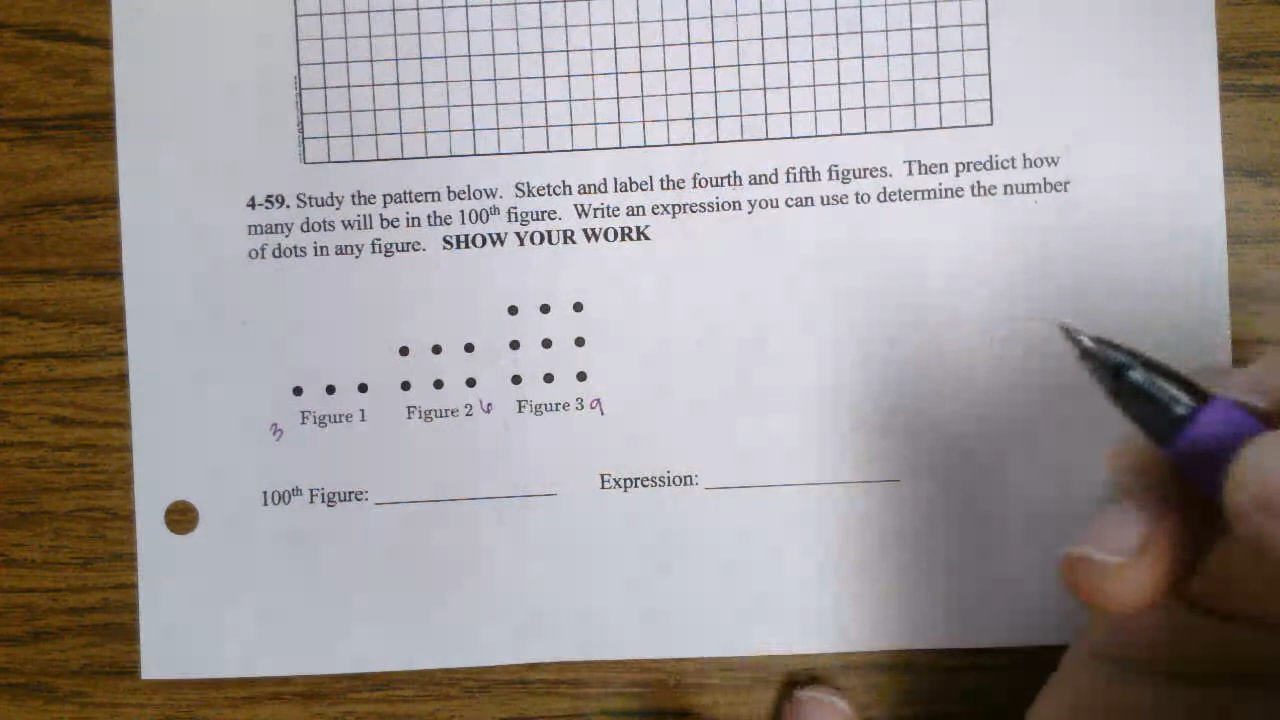 4-59. Study the pattern below. Sketch and label the fourth and fifth figures. Then predict how
many dots will be in the 100th figure. Write an expression you can use to determine the number
of dots in any figure. SHOW YOUR WORK
3 Figure 1 Figure 2 6 Figure 3 9
100th Figure: ____________ Expression: ____________